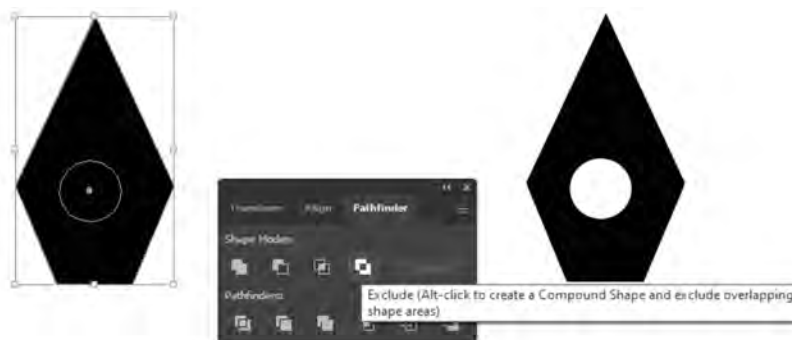 Transform Align Pathfinder
Shape Modes:
Pathfinders:
Exclude (Alt-click to create a Compound Shape and exclude overlapping
shape areas)